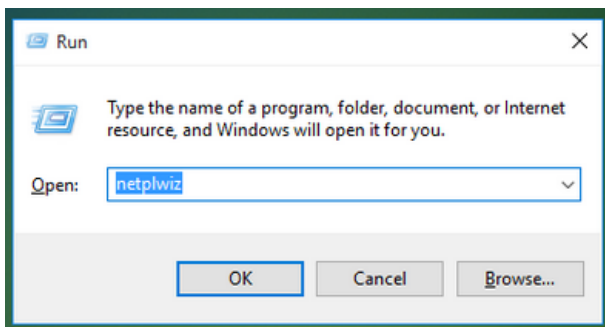 Run
Type the name of a program, folder, document, or Internet
resource, and Windows will open it for you.
Open: netplwiz
OK Cancel Browse...